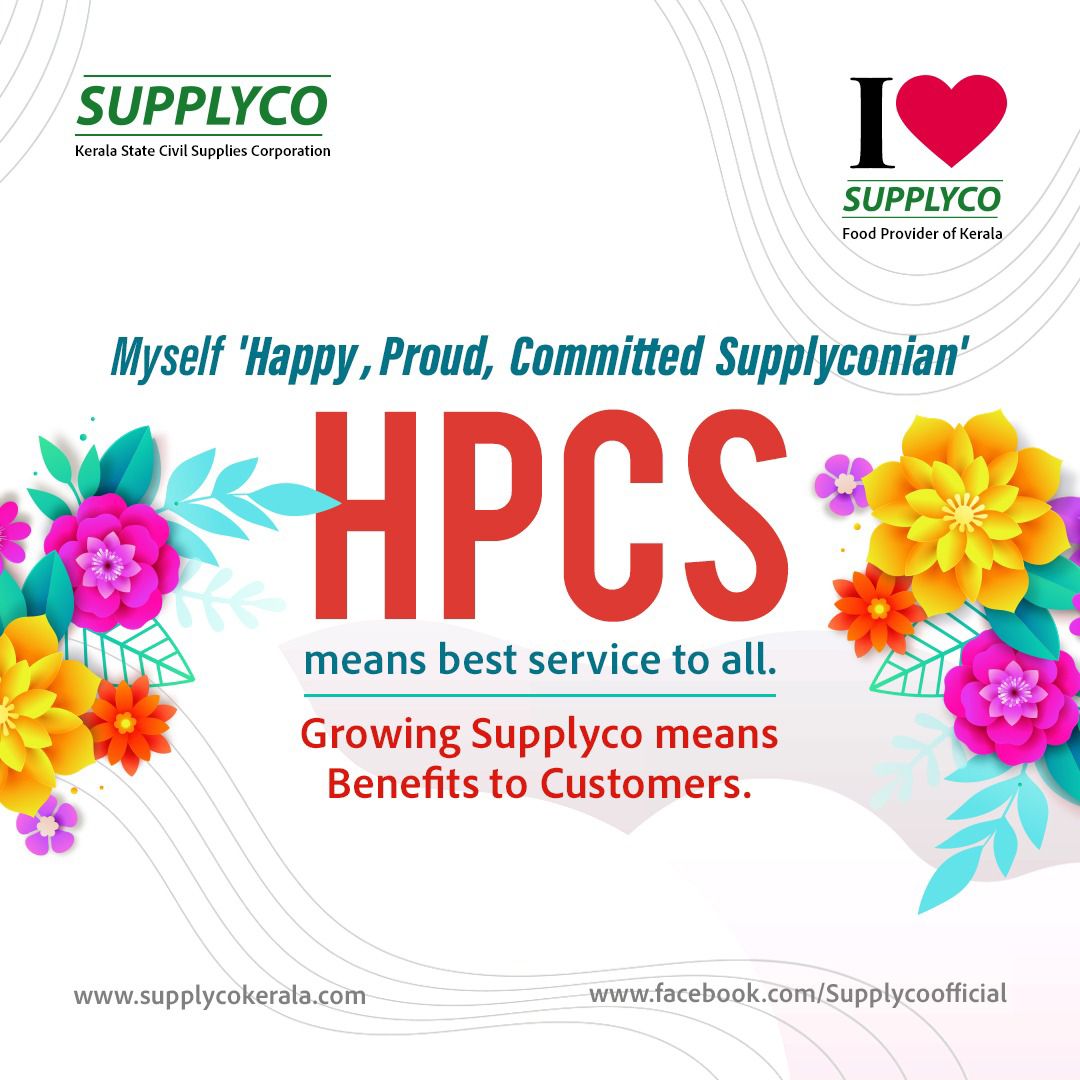 SUPPLYCO
Kerala State Civil Supplies Corporation
I
SUPPLYCO
Food Provider of Kerala
Myself 'Happy, Proud, Committed Supplyconian'
HPCS
means best service to all.
Growing Supplyco means
Benefits to Customers.
www.supplycokerala.com
www.facebook.com/Supplycoofficial